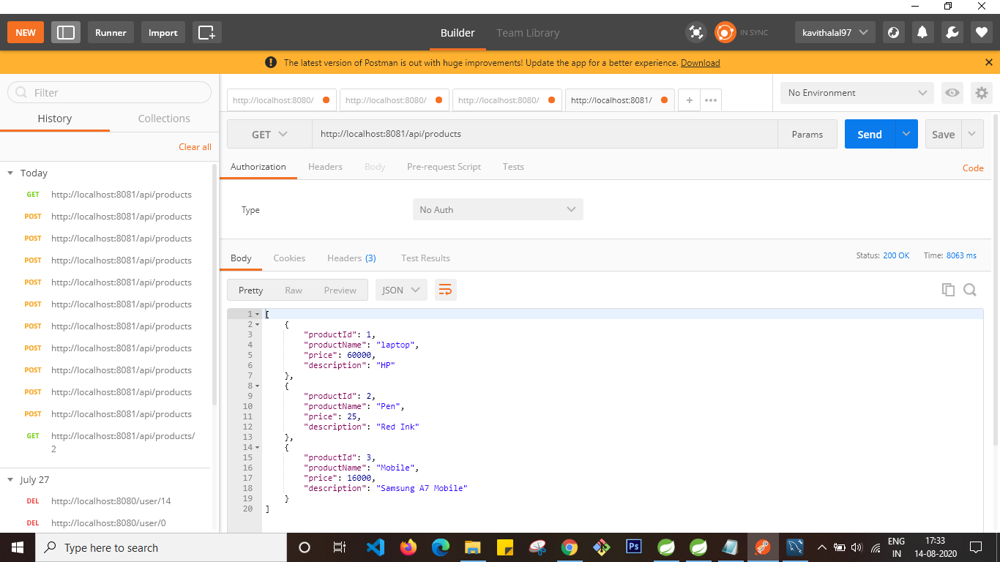 NEW
Runner
Import
Builder
Team Library
IN SYNC
kavithalal97
! The latest version of Postman is out with huge improvements! Update the app for a better experience. Download
Filter
History
Collections
Clear all
Today
GET http://localhost:8081/api/products
POST http://localhost:8081/api/products
POST http://localhost:8081/api/products
POST http://localhost:8081/api/products
POST http://localhost:8081/api/products
POST http://localhost:8081/api/products
POST http://localhost:8081/api/products
POST http://localhost:8081/api/products
POST http://localhost:8081/api/products
POST http://localhost:8081/api/products
POST http://localhost:8081/api/products
GET http://localhost:8081/api/products/
2
July 27
DEL http://localhost:8080/user/14
DEL http://localhost:8080/user/0
http://localhost:8080/
http://localhost:8080/
http://localhost:8080/
http://localhost:8081/
+
•••
No Environment
GET
http://localhost:8081/api/products
Params
Send
Save
Authorization
Headers
Body
Pre-request Script
Tests
Code
Type
No Auth
Body
Cookies
Headers (3)
Test Results
Status: 200 OK
Time: 8063 ms
Pretty
Raw
Preview
JSON
1 [
2 {
3 "productId": 1,
4 "productName": "laptop",
5 "price": 60000,
6 "description": "HP"
7 },
8 {
9 "productId": 2,
10 "productName": "Pen",
11 "price": 25,
12 "description": "Red Ink"
13 },
14 {
15 "productId": 3,
16 "productName": "Mobile",
17 "price": 16000,
18 "description": "Samsung A7 Mobile"
19 }
20 ]
Type here to search
Ps
ENG
IN
17:33
14-08-2020